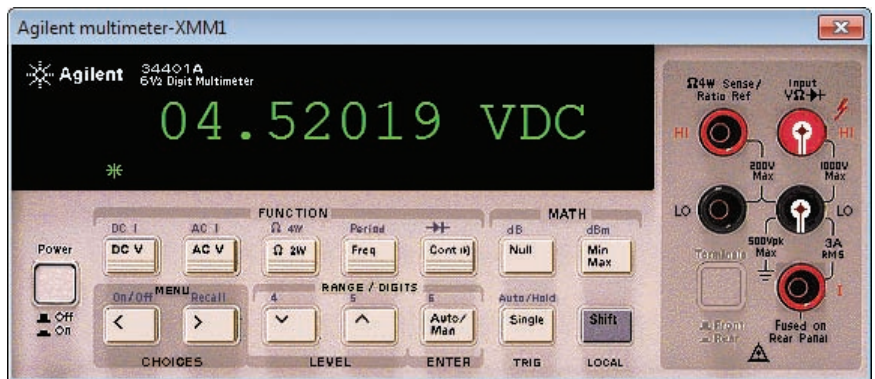 Agilent multimeter-XMM1
Agilent 34401A
6½ Digit Multimeter
04.52019 VDC
Ω4W Sense/
Ratio Ref
Input
VΩ
HI
HI
200V
Max
1000V
Max
LO
LO
500Vpk
Max
3A
RMS
Terminals
I
Front
Rear
Fused on
Rear Panal
FUNCTION
MATH
DC I
AC I
Ω 4W
Period
dB
dBm
Power
DC V
AC V
Ω 2W
Freq
Cont
Null
Min
Max
Off
On
On/Off
MENU
Recall
RANGE / DIGITS
4
5
6
Auto/Hold
<
>
Auto/
Man
Single
Shift
CHOICES
LEVEL
ENTER
TRIG
LOCAL